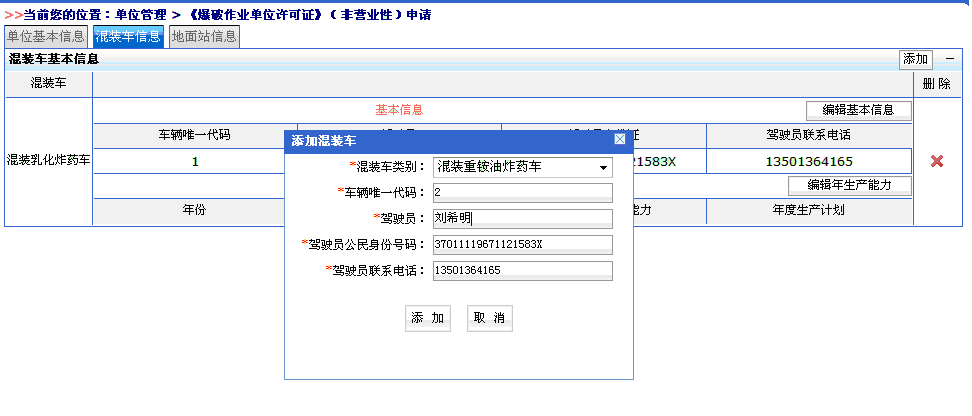 >>当前您的位置：单位管理 > 《爆破作业单位许可证》（非营业性）申请
单位基本信息 混装车信息 地面站信息
混装车基本信息 添加
混装车 删 除
基本信息 编辑基本信息
车辆唯一代码 驾驶员联系电话
混装乳化炸药车 1 21583X 13501364165
编辑年生产能力
年份 能力 年度生产计划
添加混装车
*混装车类别： 混装重铵油炸药车
*车辆唯一代码： 2
*驾驶员： 刘希明
*驾驶员公民身份号码： 37011119671121583X
*驾驶员联系电话： 13501364165
添 加 取 消